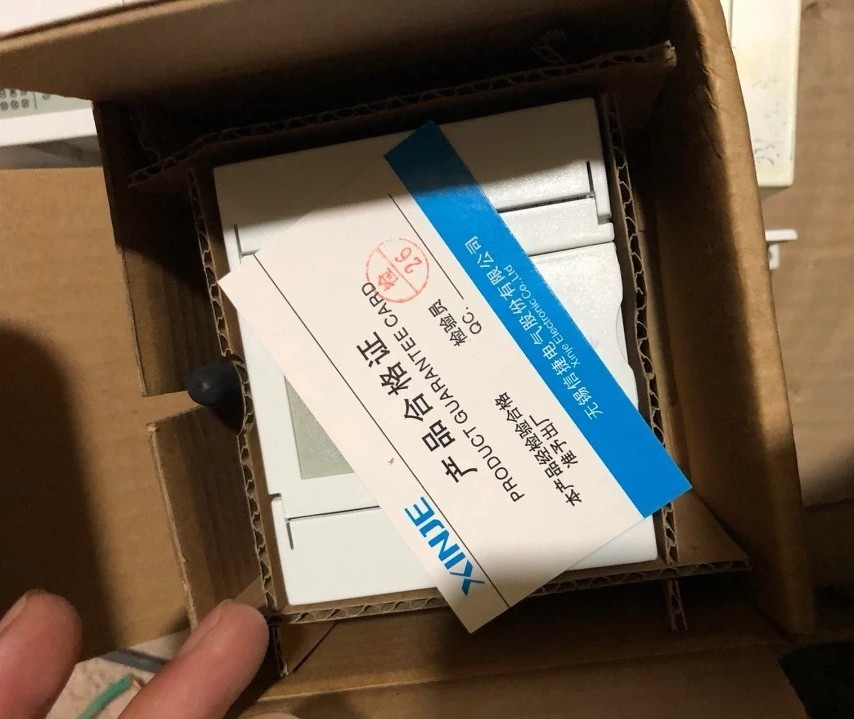 XINJE
产品合格证
PRODUCT GUARANTEE CARD
本产品经检验合格
准予出厂
检验员
QC.
检
26
无锡信捷电气股份有限公司
Xinje Electronic Co.,Ltd